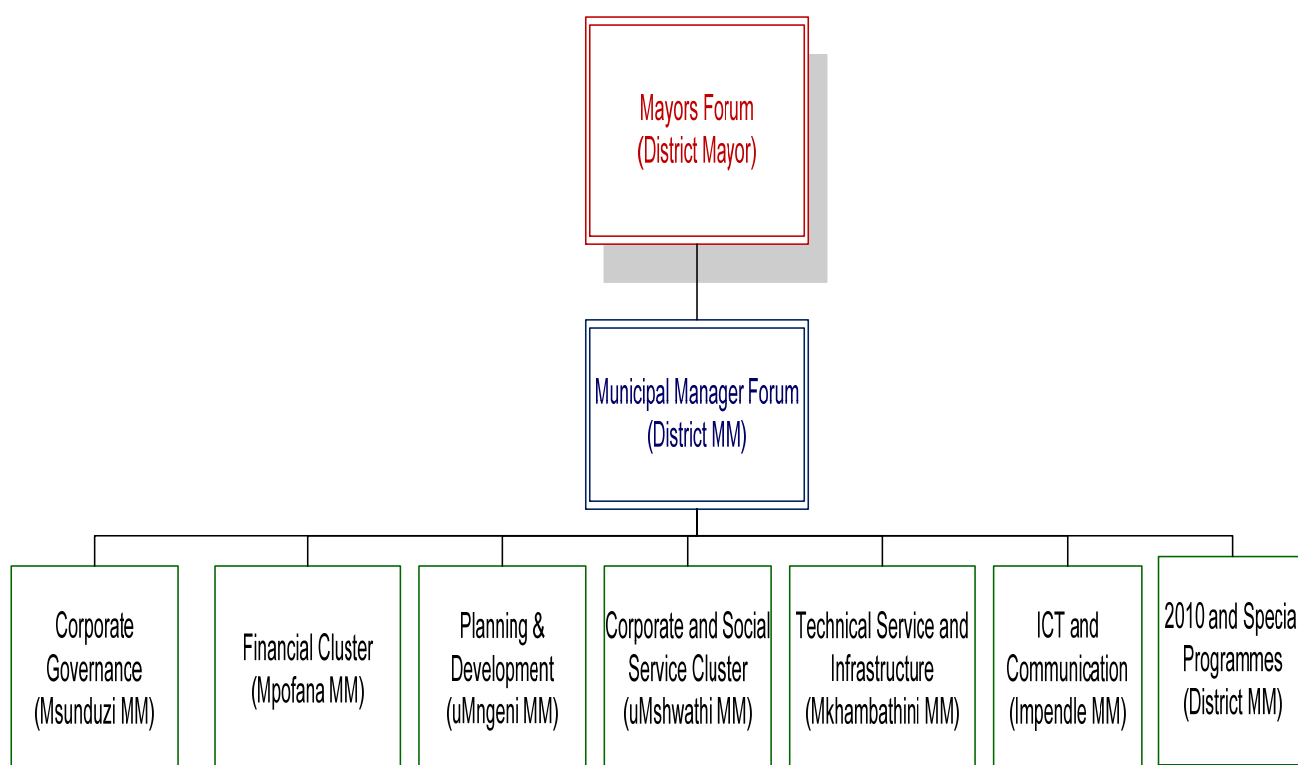 Mayors Forum
(District Mayor)
Municipal Manager Forum
(District MM)
Corporate
Governance
(Msunduzi MM)
Financial Cluster
(Mpofana MM)
Planning &
Development
(uMngeni MM)
Corporate and Social
Service Cluster
(uMshwathi MM)
Technical Service and
Infrastructure
(Mkhambathini MM)
ICT and
Communication
(Impendle MM)
2010 and Specia
Programmes
(District MM)